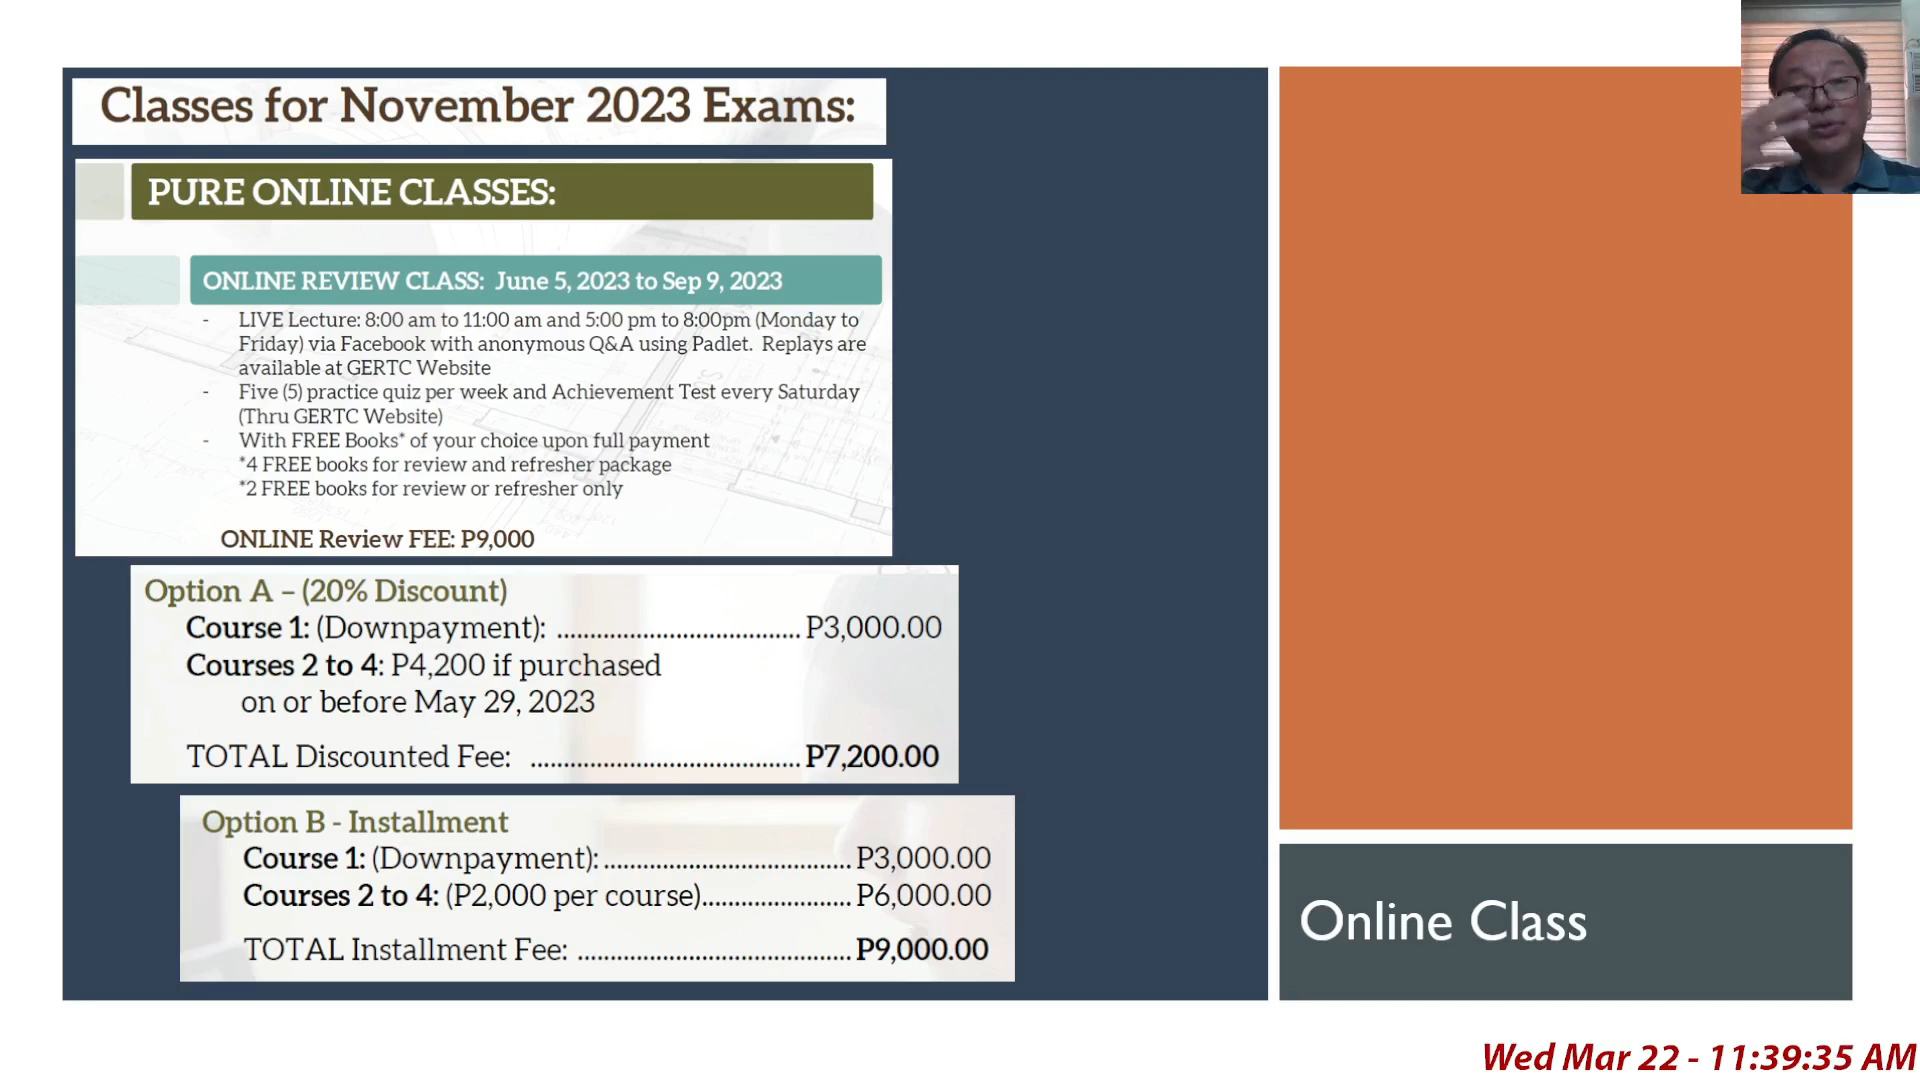 Classes for November 2023 Exams:
PURE ONLINE CLASSES:
ONLINE REVIEW CLASS: June 5, 2023 to Sep 9, 2023
- LIVE Lecture: 8:00 am to 11:00 am and 5:00 pm to 8:00pm (Monday to
Friday) via Facebook with anonymous Q&A using Padlet. Replays are
available at GERTC Website
- Five (5) practice quiz per week and Achievement Test every Saturday
(Thru GERTC Website)
- With FREE Books* of your choice upon full payment
*4 FREE books for review and refresher package
*2 FREE books for review or refresher only
ONLINE Review FEE: P9,000
Option A – (20% Discount)
Course 1: (Downpayment): ..................................... P3,000.00
Courses 2 to 4: P4,200 if purchased
on or before May 29, 2023
TOTAL Discounted Fee: ......................................... P7,200.00
Option B - Installment
Course 1: (Downpayment): ..................................... P3,000.00
Courses 2 to 4: (P2,000 per course)...................... P6,000.00
TOTAL Installment Fee: ......................................... P9,000.00
Online Class
Wed Mar 22 - 11:39:35 AM